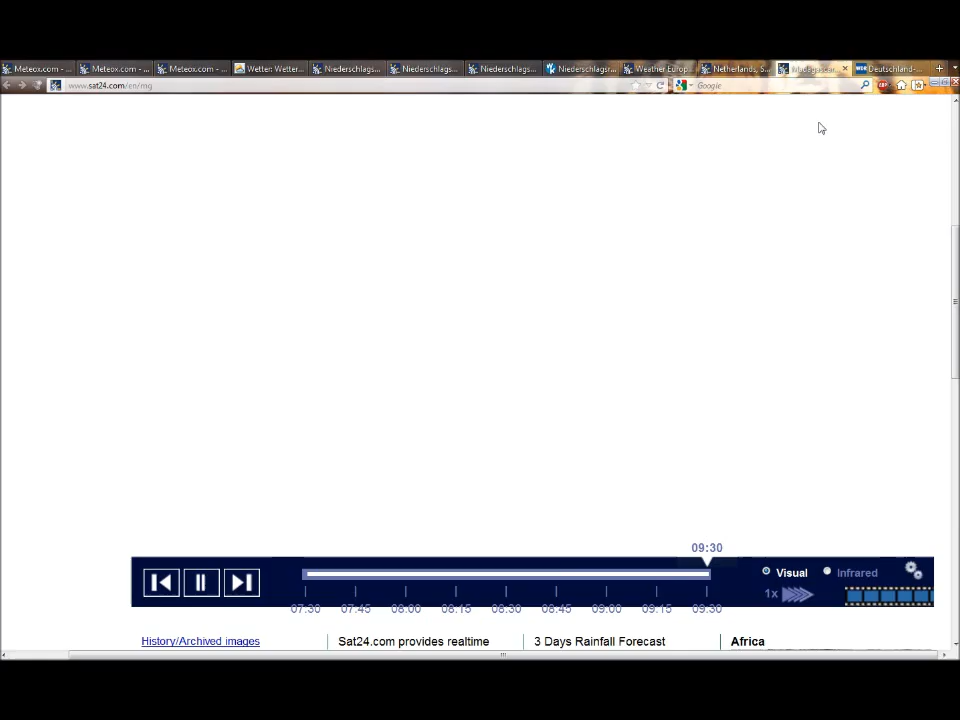 Meteox.com - ... Meteox.com - ... Meteox.com - ... Wetter: Wetter... Niederschlags... Niederschlags... Niederschlags... Niederschlagsr... Weather Europ... Netherlands, S... Madagascar... Deutschland-...
www.sat24.com/en/mg Google
09:30
Visual Infrared
1x
07:30 07:45 08:00 08:15 08:30 08:45 09:00 09:15 09:30
History/Archived images Sat24.com provides realtime 3 Days Rainfall Forecast Africa